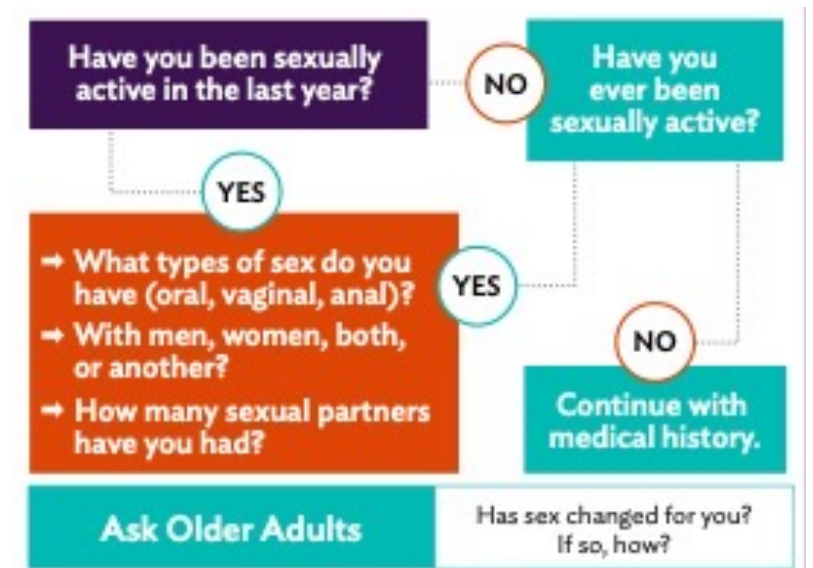 Have you been sexually
active in the last year?
NO
Have you
ever been
sexually active?
YES
➡ What types of sex do you
have (oral, vaginal, anal)?
➡ With men, women, both,
or another?
➡ How many sexual partners
have you had?
YES
NO
Continue with
medical history.
Ask Older Adults
Has sex changed for you?
If so, how?